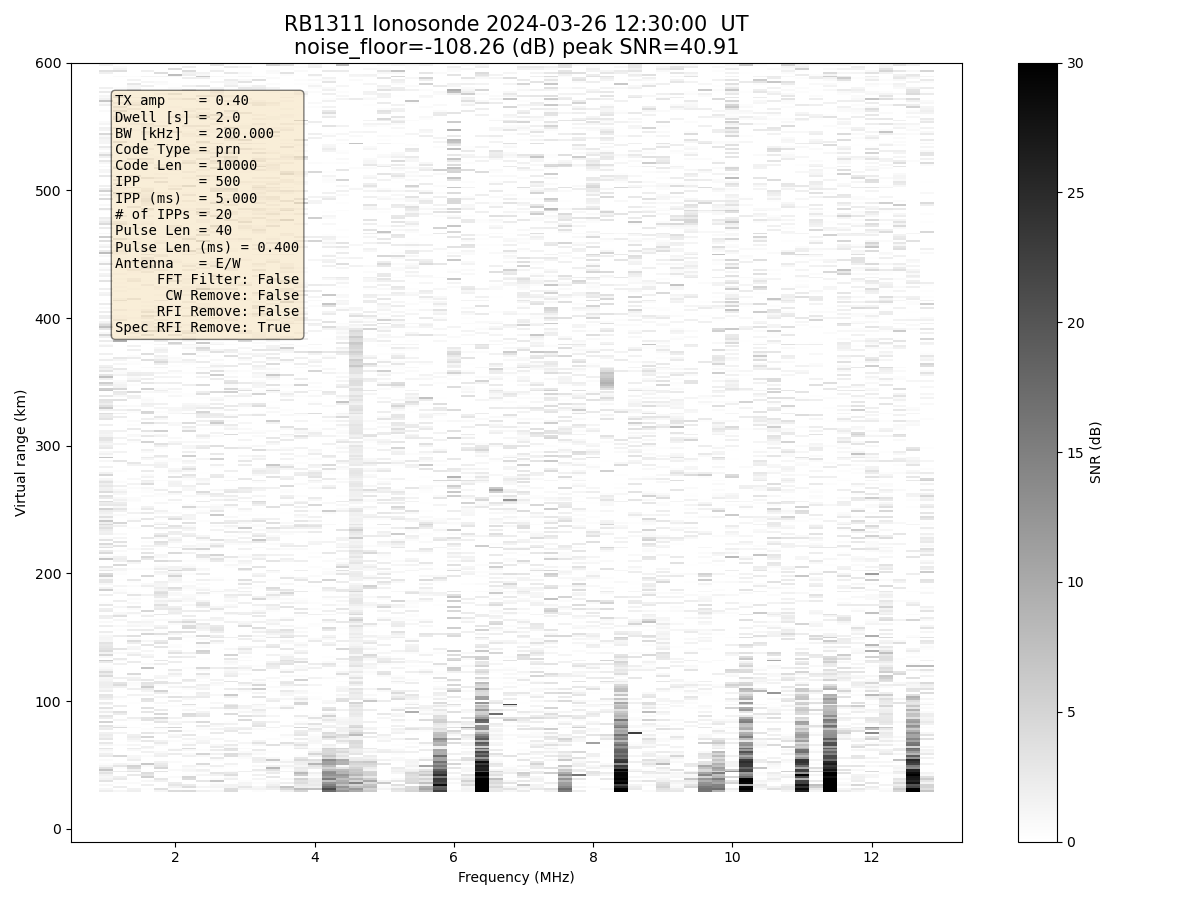 RB1311 Ionosonde 2024-03-26 12:30:00 UT
noise_floor=-108.26 (dB) peak SNR=40.91
600
500
400
300
200
100
0
Virtual range (km)
TX amp = 0.40
Dwell [s] = 2.0
BW [kHz] = 200.000
Code Type = prn
Code Len = 10000
IPP = 500
IPP (ms) = 5.000
# of IPPs = 20
Pulse Len = 40
Pulse Len (ms) = 0.400
Antenna = E/W
FFT Filter: False
CW Remove: False
RFI Remove: False
Spec RFI Remove: True
2 4 6 8 10 12
Frequency (MHz)
30
25
20
15
10
5
0
SNR (dB)